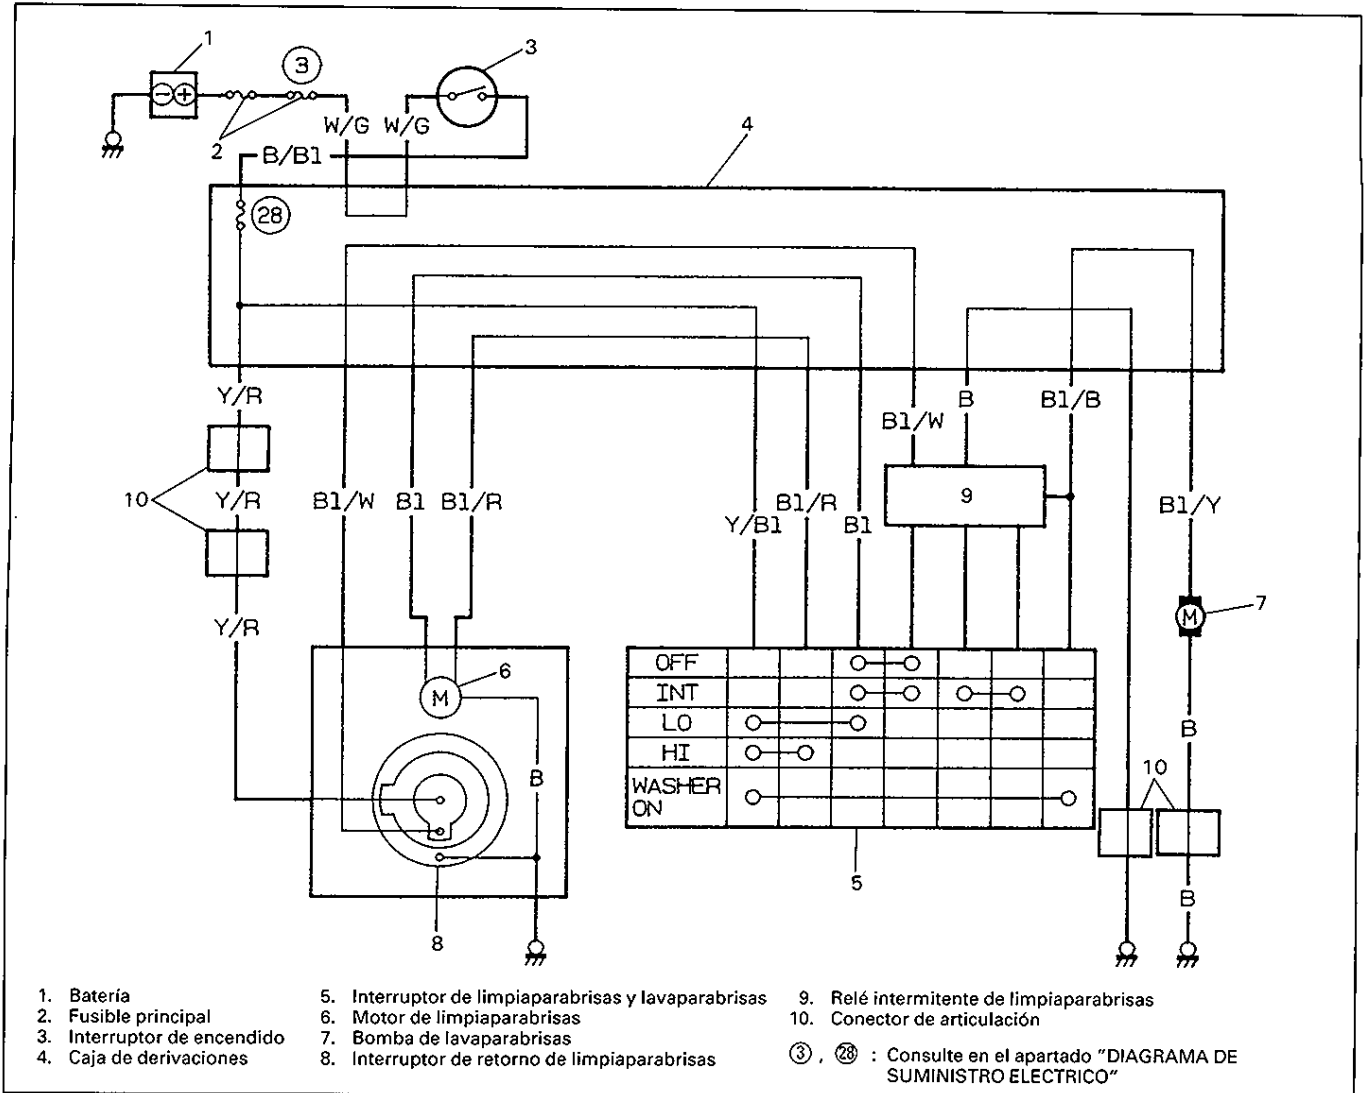 1
3
3
2
W/G W/G
B/Bl
4
28
Y/R
Bl/W
B
Bl/B
10
Y/R
Bl/W
Bl
Bl/R
Y/Bl
Bl/R
Bl
9
Bl/Y
Y/R
7
M
6
M
B
8
OFF
INT
LO
HI
WASHER
ON
5
B
10
B
1. Batería
2. Fusible principal
3. Interruptor de encendido
4. Caja de derivaciones
5. Interruptor de limpiaparabrisas y lavaparabrisas
6. Motor de limpiaparabrisas
7. Bomba de lavaparabrisas
8. Interruptor de retorno de limpiaparabrisas
9. Relé intermitente de limpiaparabrisas
10. Conector de articulación
3 , 28 : Consulte en el apartado "DIAGRAMA DE
SUMINISTRO ELECTRICO"